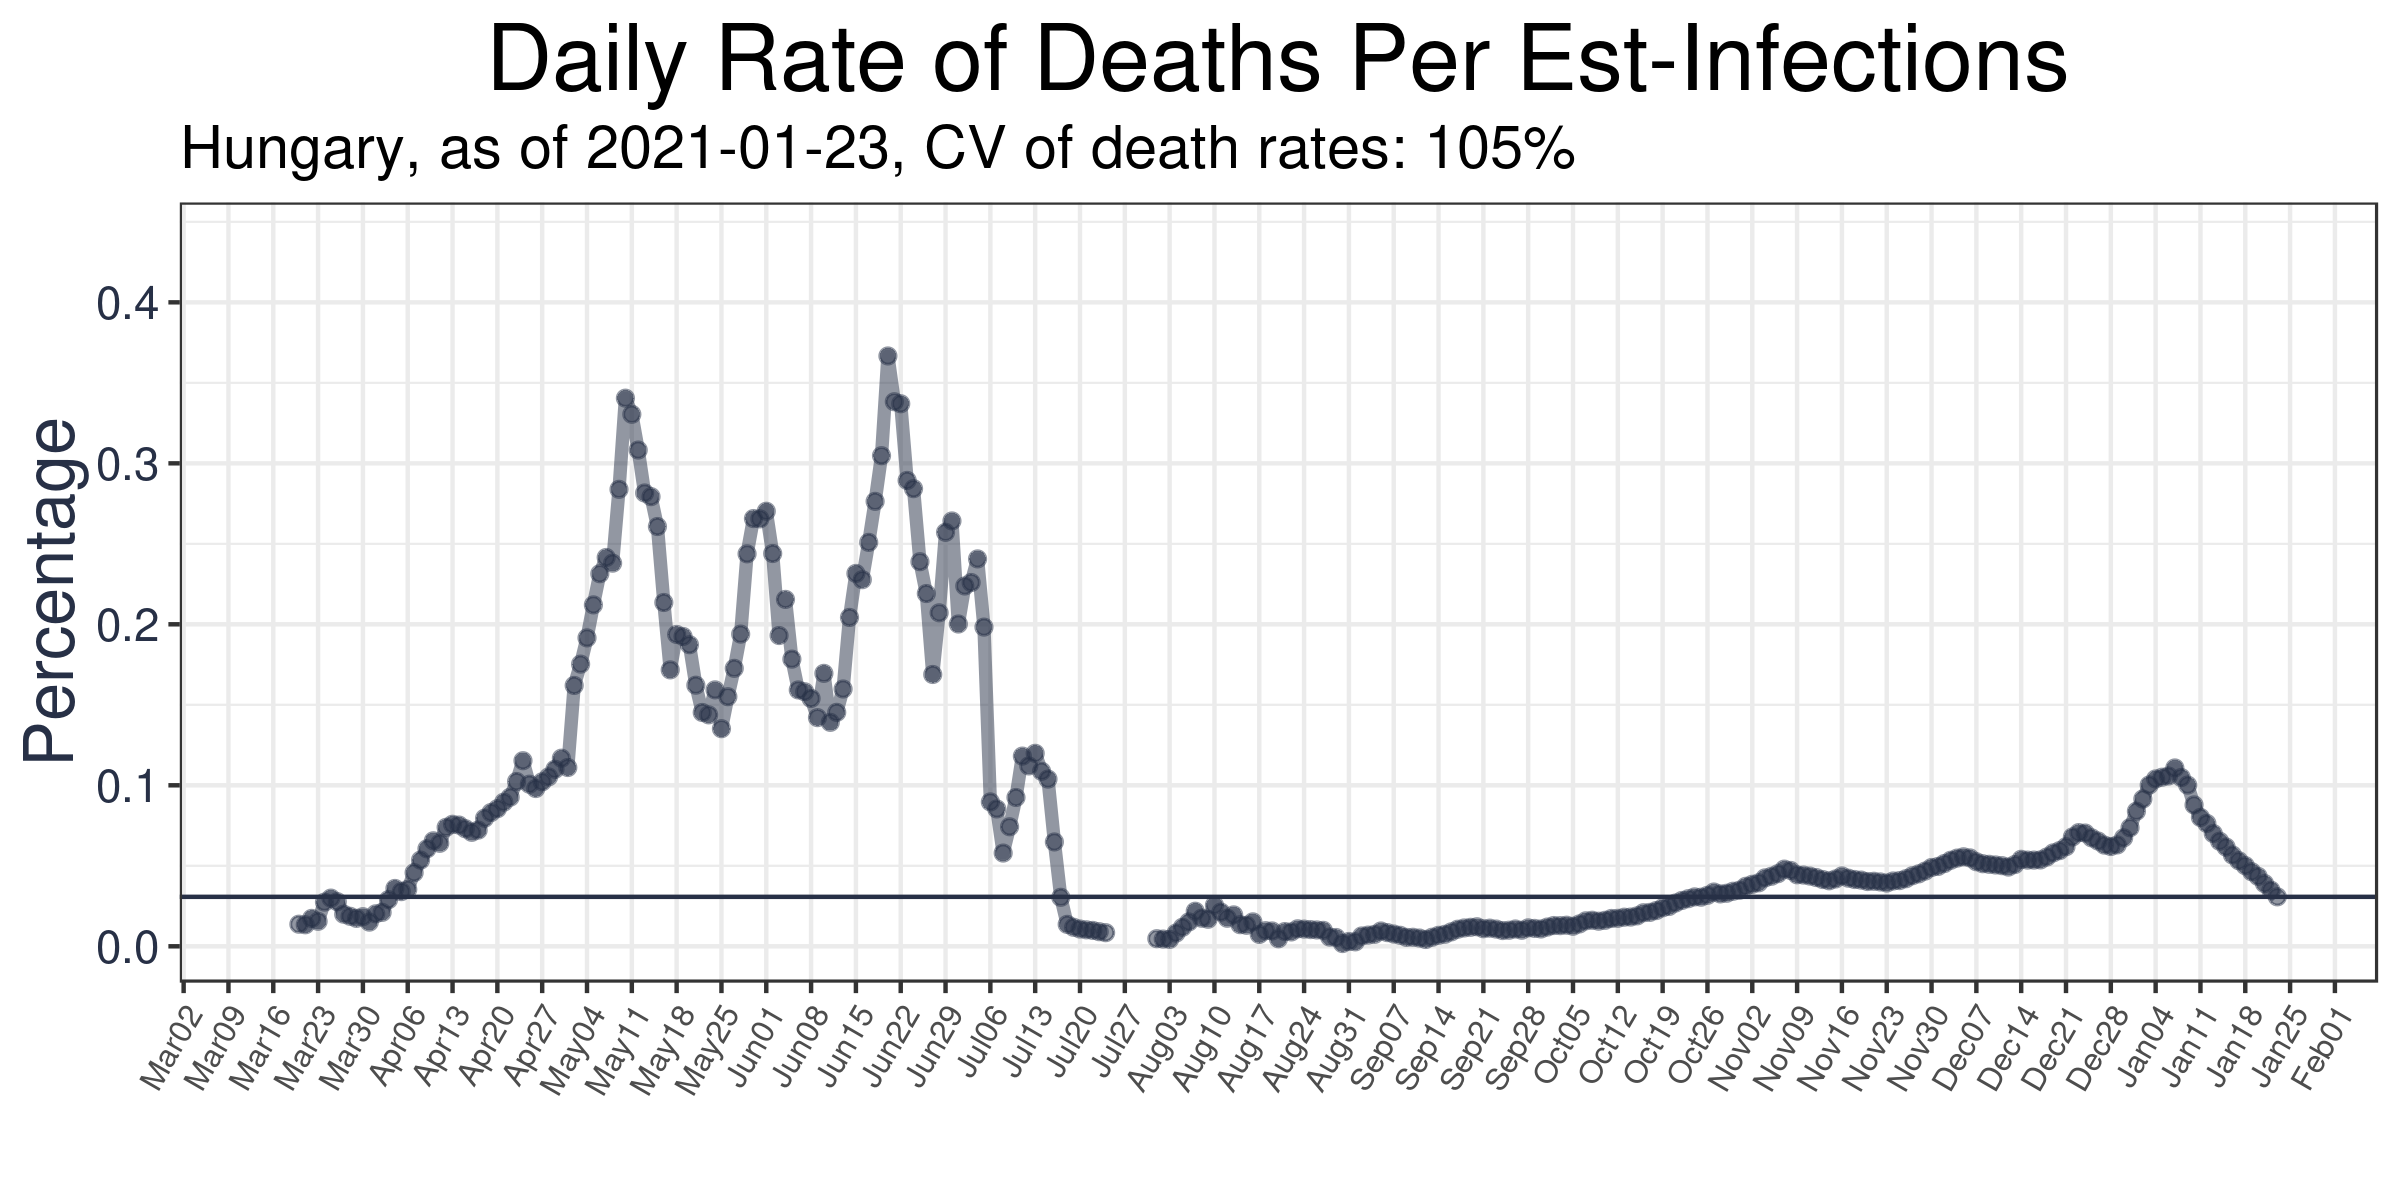 Daily Rate of Deaths Per Est-Infections
Hungary, as of 2021-01-23, CV of death rates: 105%
Percentage
0.4
0.3
0.2
0.1
0.0
Mar02 Mar09 Mar16 Mar23 Mar30 Apr06 Apr13 Apr20 Apr27 May04 May11 May18 May25 Jun01 Jun08 Jun15 Jun22 Jun29 Jul06 Jul13 Jul20 Jul27 Aug03 Aug10 Aug17 Aug24 Aug31 Sep07 Sep14 Sep21 Sep28 Oct05 Oct12 Oct19 Oct26 Nov02 Nov09 Nov16 Nov23 Nov30 Dec07 Dec14 Dec21 Dec28 Jan04 Jan11 Jan18 Jan25 Feb01